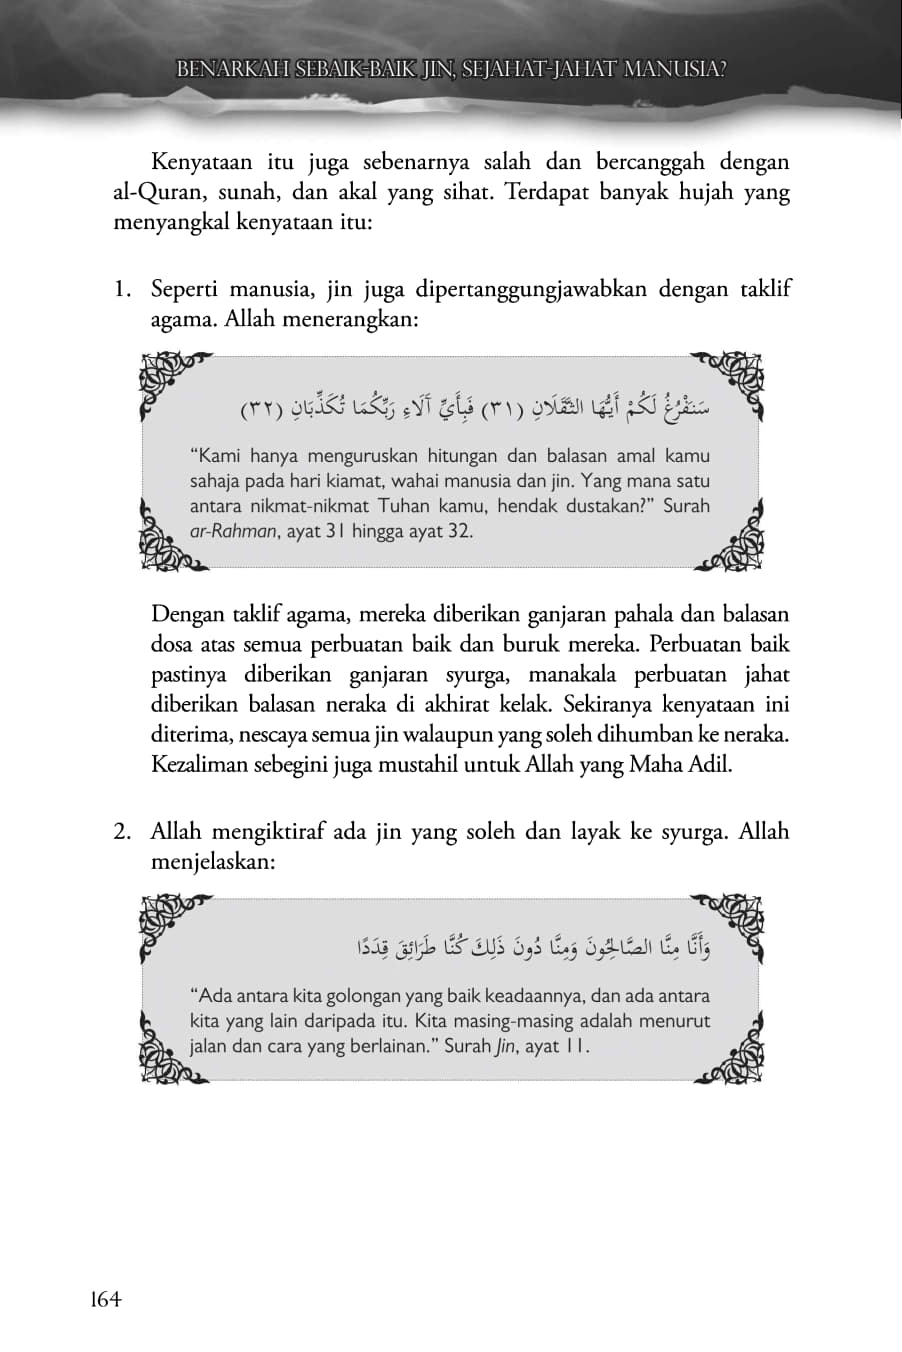 BENARKAH SEBAIK-BAIK JIN, SEJAHAT-JAHAT MANUSIA?
Kenyataan itu juga sebenarnya salah dan bercanggah dengan
al-Quran, sunah, dan akal yang sihat. Terdapat banyak hujah yang
menyangkal kenyataan itu:
1. Seperti manusia, jin juga dipertanggungjawabkan dengan taklif
agama. Allah menerangkan:
سَنَفْرُغُ لَكُمْ أَيُّهَا الثَّقَلَانِ (٣١) فَبِأَيِّ آلَاءِ رَبِّكُمَا تُكَذِّبَانِ (٣٢)
“Kami hanya menguruskan hitungan dan balasan amal kamu
sahaja pada hari kiamat, wahai manusia dan jin. Yang mana satu
antara nikmat-nikmat Tuhan kamu, hendak dustakan?” Surah
ar-Rahman, ayat 31 hingga ayat 32.
Dengan taklif agama, mereka diberikan ganjaran pahala dan balasan
dosa atas semua perbuatan baik dan buruk mereka. Perbuatan baik
pastinya diberikan ganjaran syurga, manakala perbuatan jahat
diberikan balasan neraka di akhirat kelak. Sekiranya kenyataan ini
diterima, nescaya semua jin walaupun yang soleh dihumban ke neraka.
Kezaliman sebegini juga mustahil untuk Allah yang Maha Adil.
2. Allah mengiktiraf ada jin yang soleh dan layak ke syurga. Allah
menjelaskan:
وَأَنَّا مِنَّا الصَّالِحُونَ وَمِنَّا دُونَ ذَلِكَ كُنَّا طَرَائِقَ قِدَدًا
“Ada antara kita golongan yang baik keadaannya, dan ada antara
kita yang lain daripada itu. Kita masing-masing adalah menurut
jalan dan cara yang berlainan.” Surah Jin, ayat 11.
164